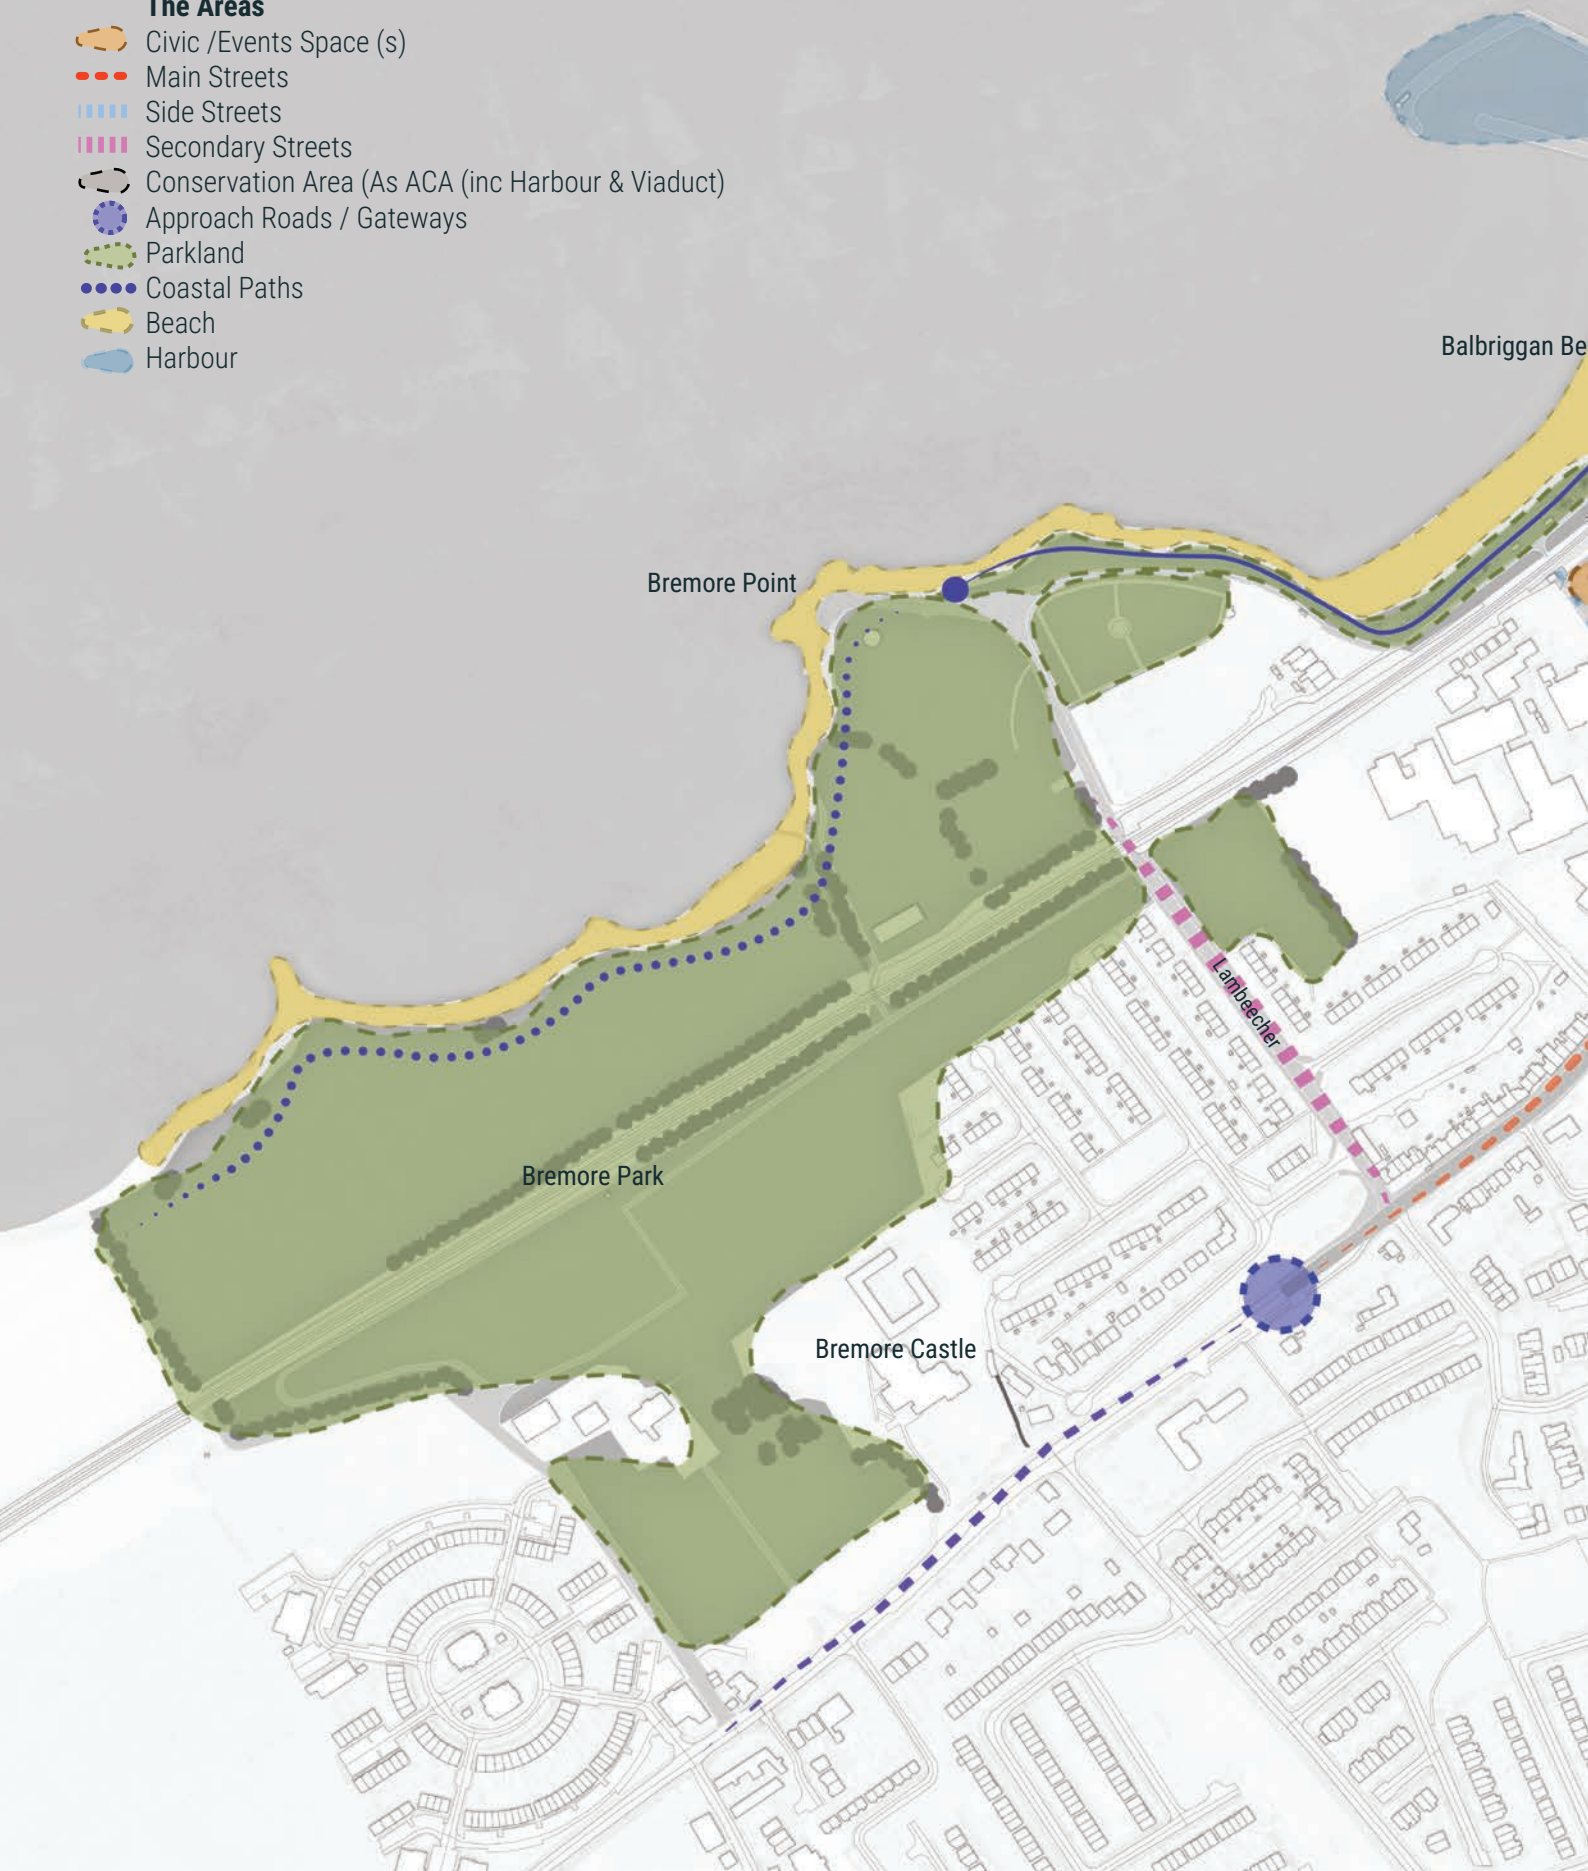 The Areas
Civic /Events Space (s)
Main Streets
Side Streets
Secondary Streets
Conservation Area (As ACA (inc Harbour & Viaduct)
Approach Roads / Gateways
Parkland
Coastal Paths
Beach
Harbour
Balbriggan Be
Bremore Point
Lambeecher
Bremore Park
Bremore Castle